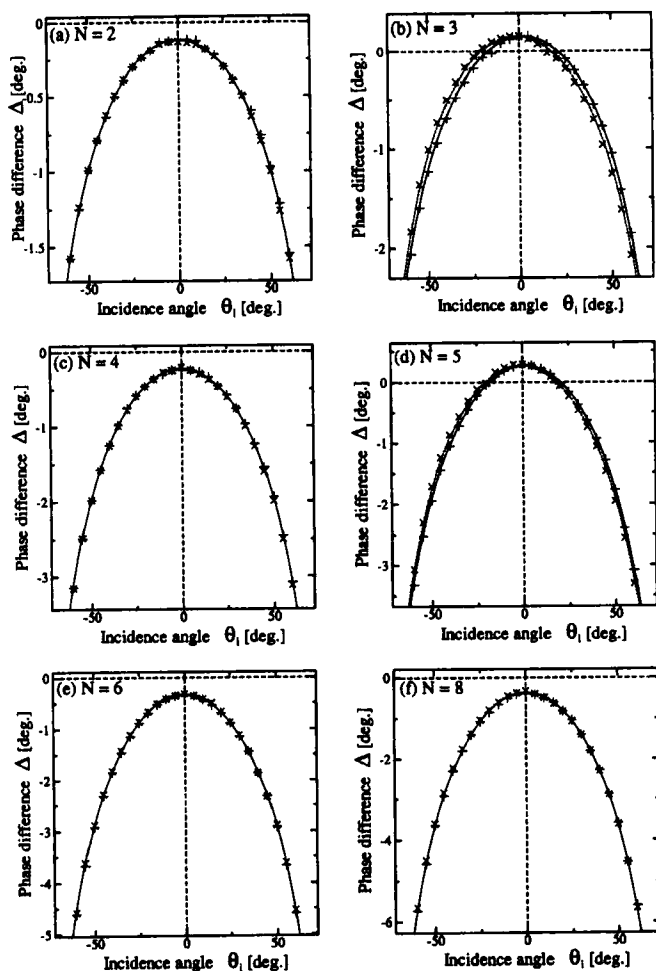 (a) N = 2
0
-0.5
-1
-1.5
Phase difference Δ [deg.]
-50
0
50
Incidence angle θi [deg.]
(b) N = 3
0
-1
-2
Phase difference Δ [deg.]
-50
0
50
Incidence angle θi [deg.]
(c) N = 4
0
-1
-2
-3
Phase difference Δ [deg.]
-50
0
50
Incidence angle θi [deg.]
(d) N = 5
0
-1
-2
-3
Phase difference Δ [deg.]
-50
0
50
Incidence angle θi [deg.]
(e) N = 6
0
-1
-2
-3
-4
-5
Phase difference Δ [deg.]
-50
0
50
Incidence angle θi [deg.]
(f) N = 8
0
-2
-4
-6
Phase difference Δ [deg.]
-50
0
50
Incidence angle θi [deg.]